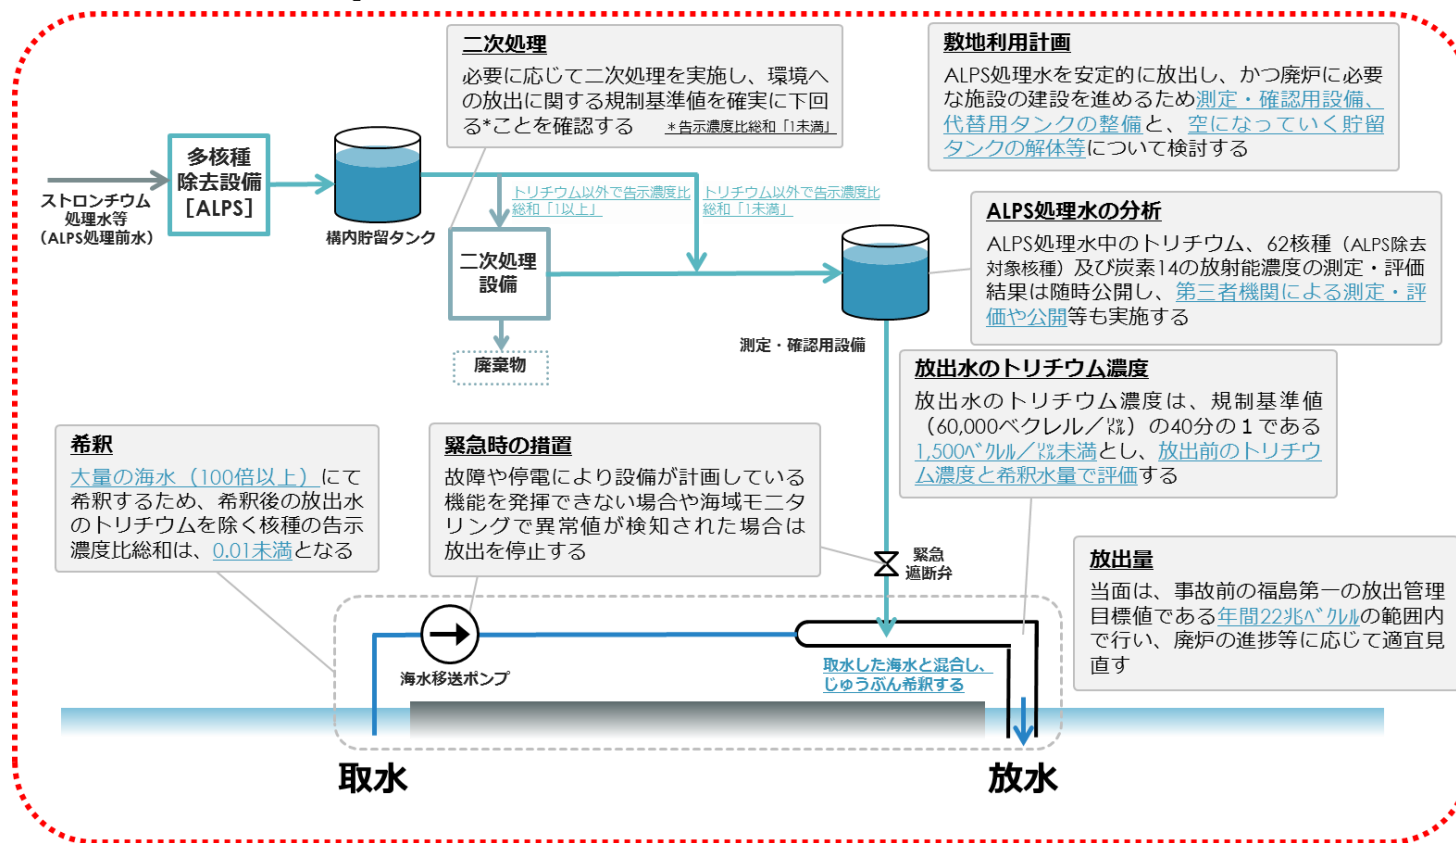 二次処理
必要に応じて二次処理を実施し、環境へ
の放出に関する規制基準値を確実に下回
る*ことを確認する ＊告示濃度比総和「1未満」
敷地利用計画
ALPS処理水を安定的に放出し、かつ廃炉に必要
な施設の建設を進めるため測定・確認用設備、
代替用タンクの整備と、空になっていく貯留
タンクの解体等について検討する
多核種
除去設備
［ALPS］
ストロンチウム
処理水等
（ALPS処理前水）
構内貯留タンク
トリチウム以外で告示濃度比
総和「1以上」
トリチウム以外で告示濃度比
総和「1未満」
二次処理
設備
廃棄物
測定・確認用設備
ALPS処理水の分析
ALPS処理水中のトリチウム、62核種（ALPS除去
対象核種）及び炭素14の放射能濃度の測定・評価
結果は随時公開し、第三者機関による測定・評
価や公開等も実施する
放出水のトリチウム濃度
放出水のトリチウム濃度は、規制基準値
（60,000ベクレル／㍑）の40分の１である
1,500ﾍﾞｸﾚﾙ／㍑未満とし、放出前のトリチウ
ム濃度と希釈水量で評価する
希釈
大量の海水（100倍以上）にて
希釈するため、希釈後の放出水
のトリチウムを除く核種の告示
濃度比総和は、0.01未満となる
緊急時の措置
故障や停電により設備が計画している
機能を発揮できない場合や海域モニタ
リングで異常値が検知された場合は
放出を停止する
緊急
遮断弁
放出量
当面は、事故前の福島第一の放出管理
目標値である年間22兆ﾍﾞｸﾚﾙの範囲内
で行い、廃炉の進捗等に応じて適宜見
直す
海水移送ポンプ
取水した海水と混合し、
じゅうぶん希釈する
取水
放水